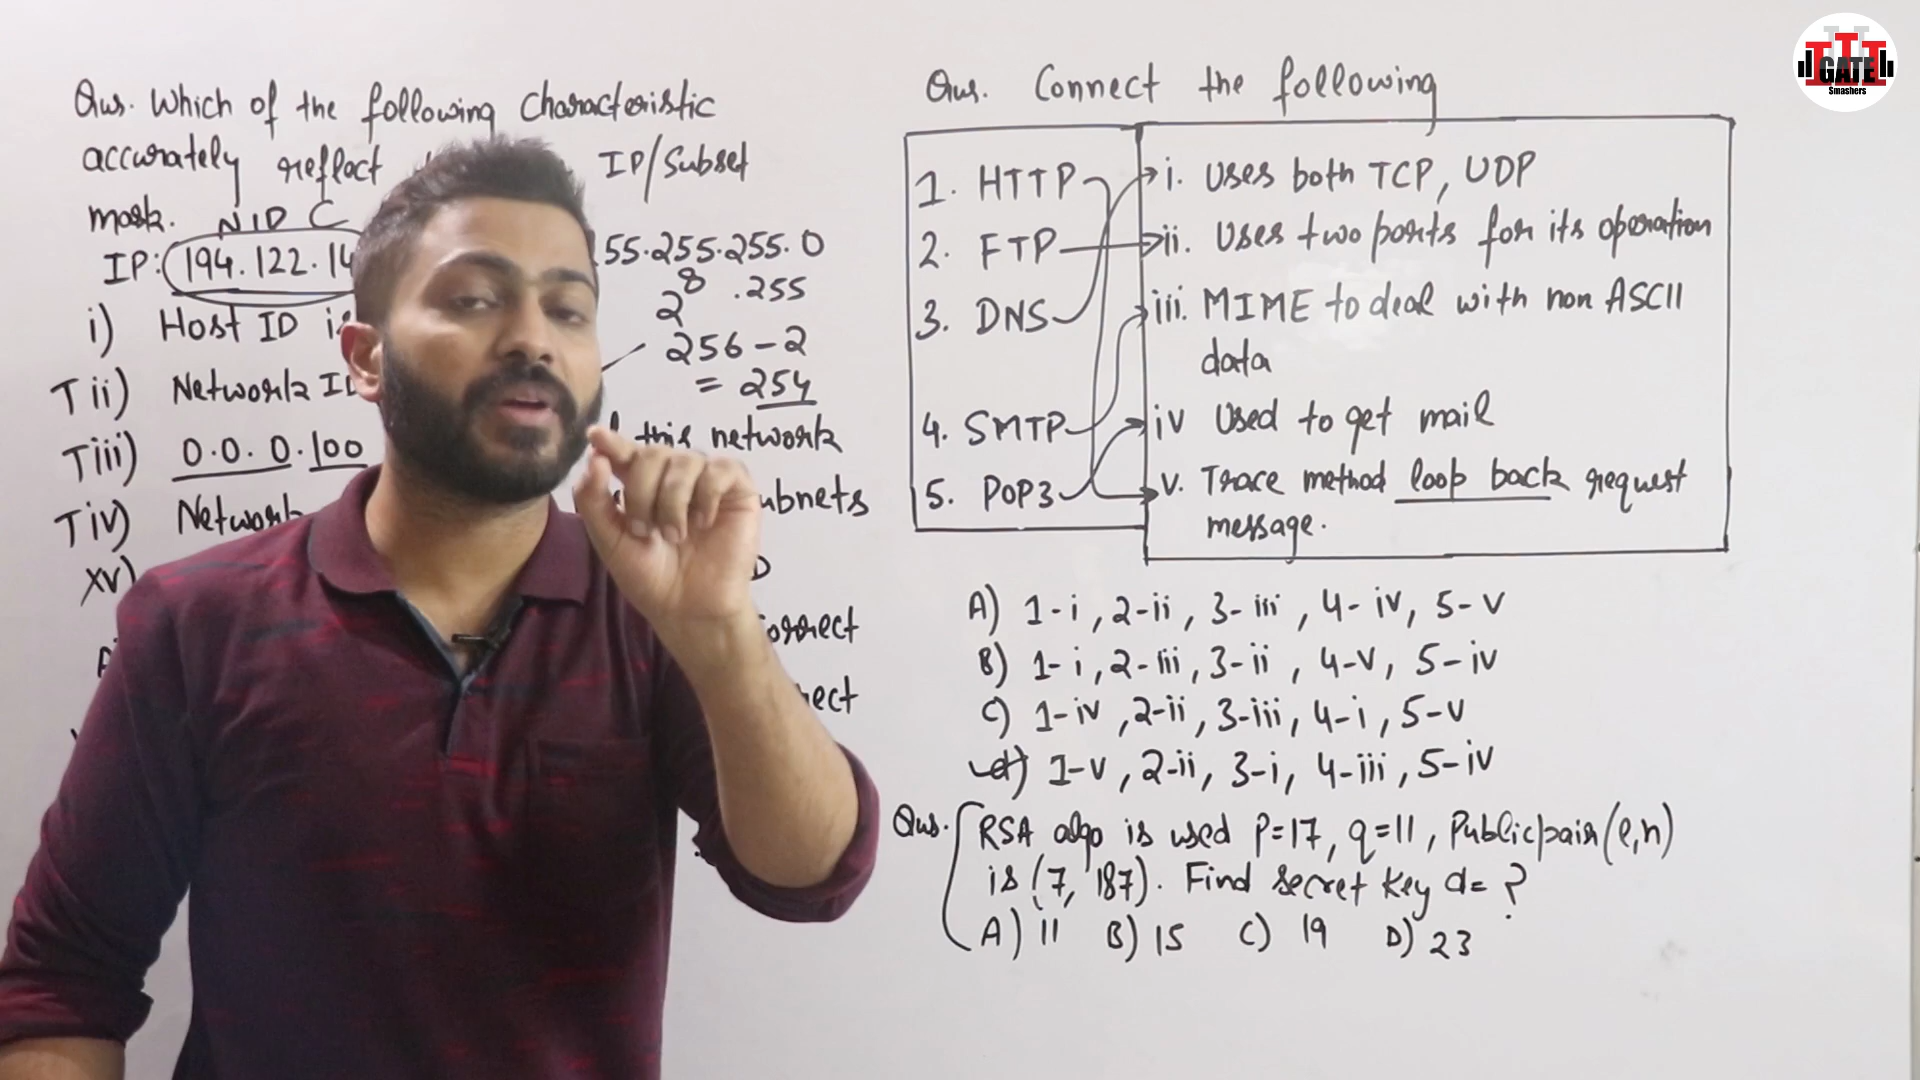 Qus. Which of the following Characteristic
accurately reflect IP/Subset
mask. NID C
IP: 194.122.14 55.255.255.0
2^8 .255
i) Host ID is
256-2
= 254
T ii) Network ID
T iii) 0.0.0.100 this network
T iv) Network ubnets
x v) D
orrect
ect
Qus. Connect the following
1. HTTP
2. FTP
3. DNS
4. SMTP
5. POP3
i. Uses both TCP, UDP
ii. Uses two ports for its operation
iii. MIME to deal with non ASCII
data
iv Used to get mail
v. Trace method loop back request
message.
A) 1-i, 2-ii, 3-iii, 4-iv, 5-v
B) 1-i, 2-iii, 3-ii, 4-v, 5-iv
C) 1-iv, 2-ii, 3-iii, 4-i, 5-v
d) 1-v, 2-ii, 3-i, 4-iii, 5-iv
Qus. RSA algo is used P=17, q=11, Public pair (e,n)
is (7, 187). Find secret key d= ?
A) 11 B) 15 C) 19 D) 23
GATE
Smashers